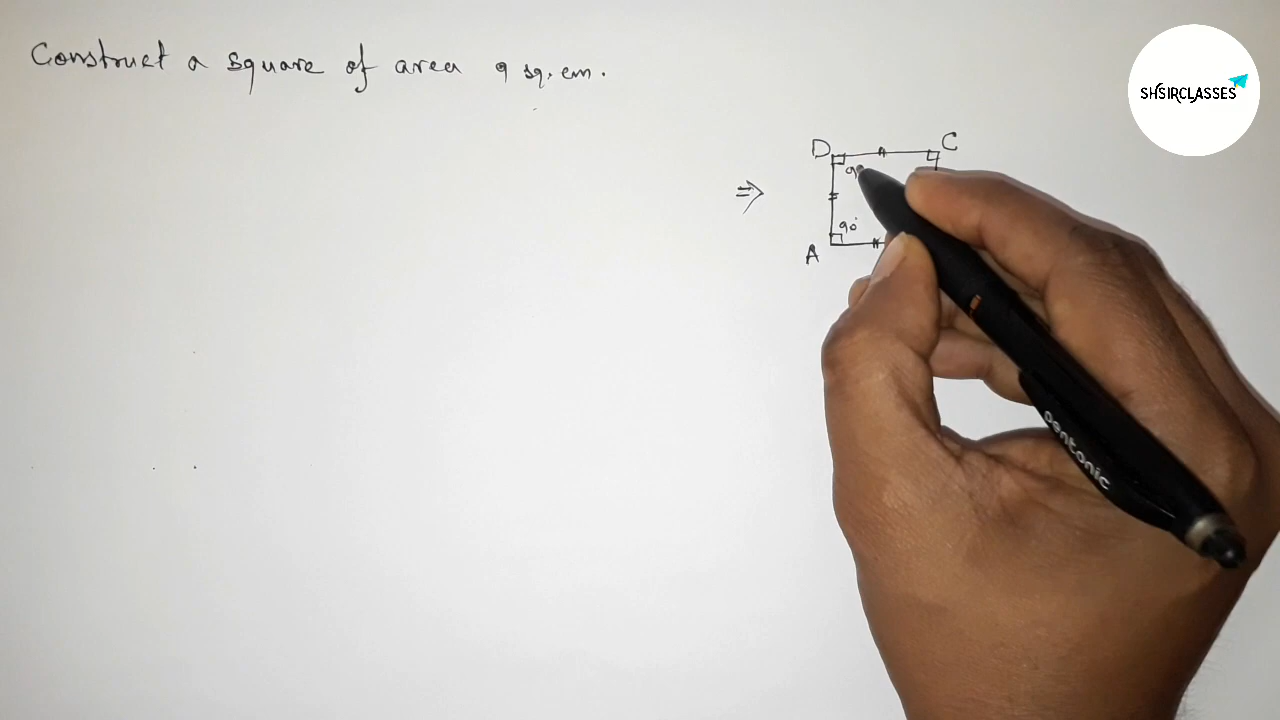 Construct a square of area 9 sq. cm.
SHSIRCLASSES
D C
⇒
90°
A
Pentonic